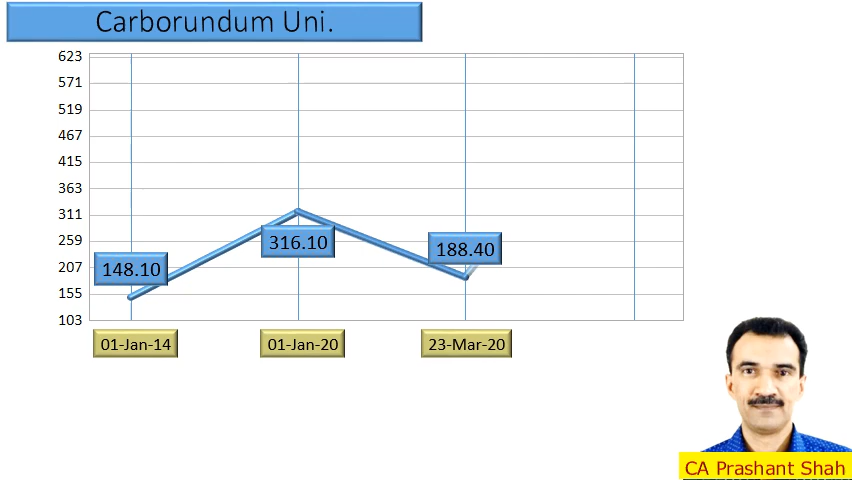 Carborundum Uni.
623
571
519
467
415
363
311
259
207
155
103
148.10
316.10
188.40
01-Jan-14
01-Jan-20
23-Mar-20
CA Prashant Shah